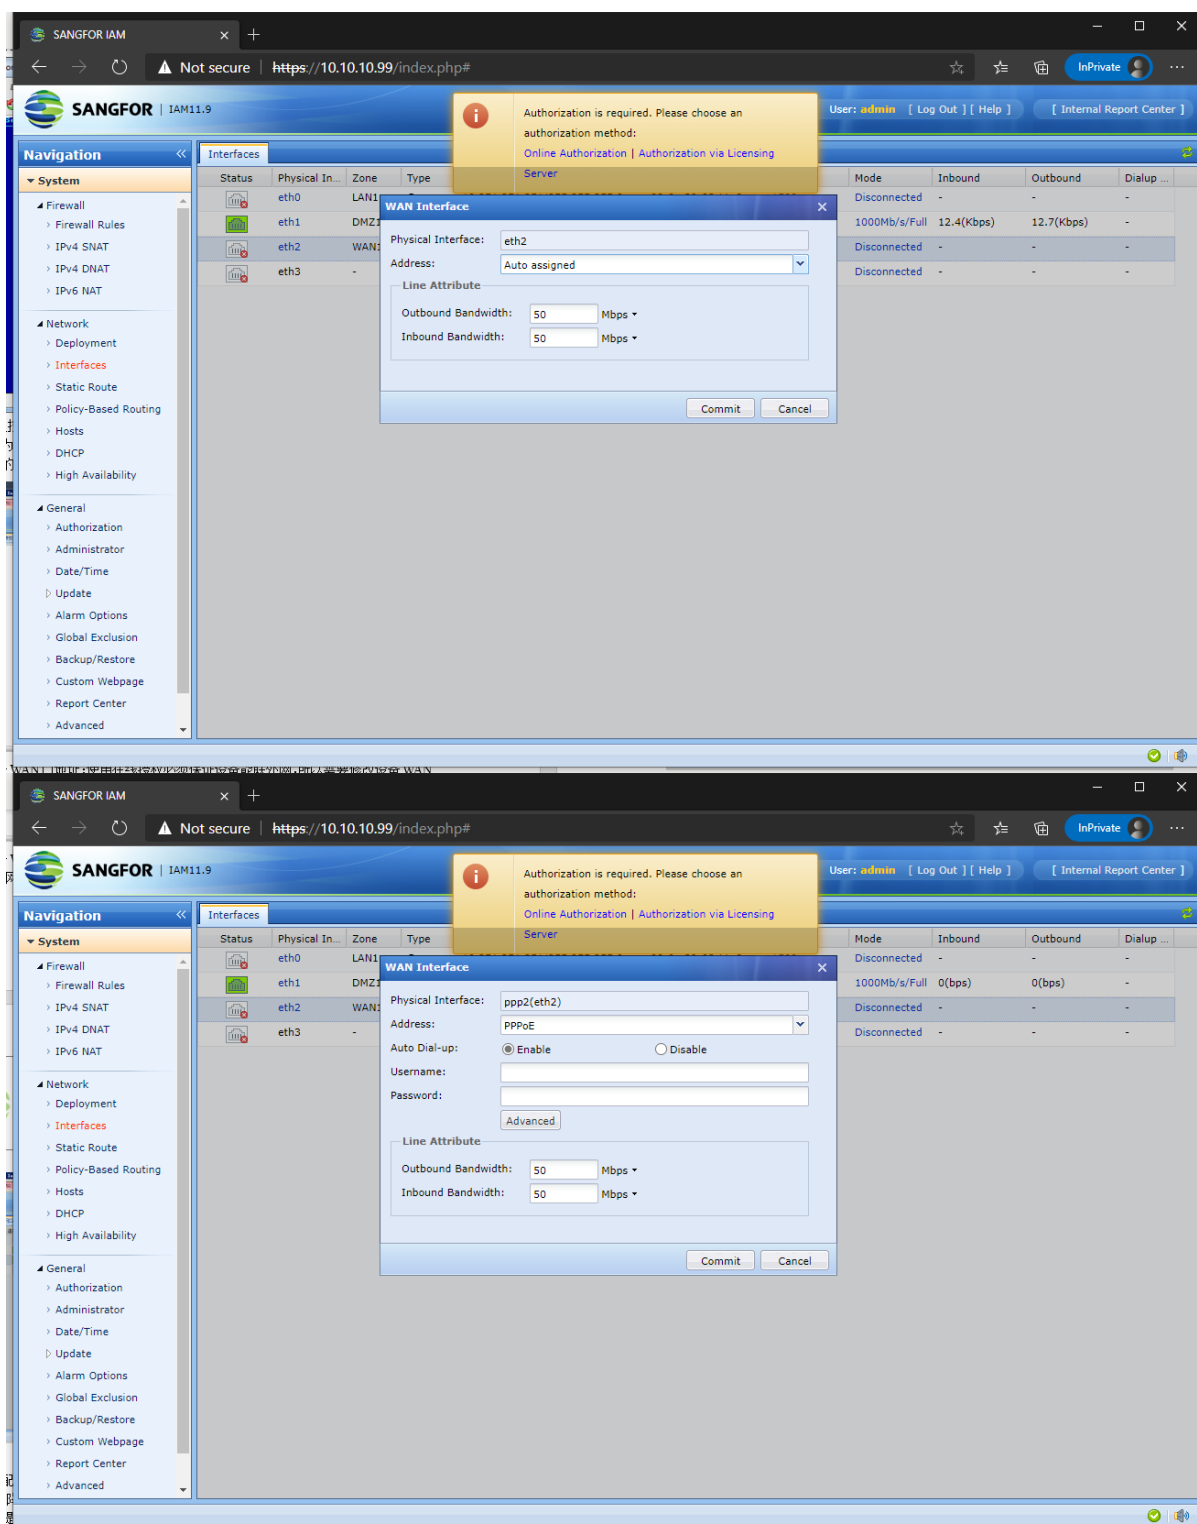 SANGFOR IAM
Not secure | https://10.10.10.99/index.php#
InPrivate
SANGFOR | IAM11.9
Authorization is required. Please choose an
authorization method:
Online Authorization | Authorization via Licensing
Server
User: admin [ Log Out ] [ Help ] [ Internal Report Center ]
Navigation
Interfaces
System
Status Physical In... Zone Type Mode Inbound Outbound Dialup ...
eth0 LAN1 Disconnected - - -
eth1 DMZ1 1000Mb/s/Full 12.4(Kbps) 12.7(Kbps) -
eth2 WAN1 Disconnected - - -
eth3 - Disconnected - - -
Firewall
Firewall Rules
IPv4 SNAT
IPv4 DNAT
IPv6 NAT
Network
Deployment
Interfaces
Static Route
Policy-Based Routing
Hosts
DHCP
High Availability
General
Authorization
Administrator
Date/Time
Update
Alarm Options
Global Exclusion
Backup/Restore
Custom Webpage
Report Center
Advanced
WAN Interface
Physical Interface: eth2
Address: Auto assigned
Line Attribute
Outbound Bandwidth: 50 Mbps
Inbound Bandwidth: 50 Mbps
Commit Cancel
SANGFOR IAM
Not secure | https://10.10.10.99/index.php#
InPrivate
SANGFOR | IAM11.9
Authorization is required. Please choose an
authorization method:
Online Authorization | Authorization via Licensing
Server
User: admin [ Log Out ] [ Help ] [ Internal Report Center ]
Navigation
Interfaces
System
Status Physical In... Zone Type Mode Inbound Outbound Dialup ...
eth0 LAN1 Disconnected - - -
eth1 DMZ1 1000Mb/s/Full 0(bps) 0(bps) -
eth2 WAN1 Disconnected - - -
eth3 - Disconnected - - -
Firewall
Firewall Rules
IPv4 SNAT
IPv4 DNAT
IPv6 NAT
Network
Deployment
Interfaces
Static Route
Policy-Based Routing
Hosts
DHCP
High Availability
General
Authorization
Administrator
Date/Time
Update
Alarm Options
Global Exclusion
Backup/Restore
Custom Webpage
Report Center
Advanced
WAN Interface
Physical Interface: ppp2(eth2)
Address: PPPoE
Auto Dial-up: Enable Disable
Username:
Password:
Advanced
Line Attribute
Outbound Bandwidth: 50 Mbps
Inbound Bandwidth: 50 Mbps
Commit Cancel